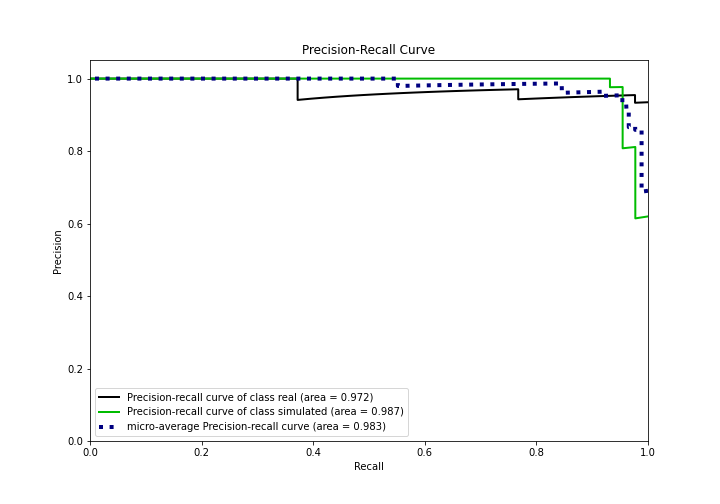 Precision-Recall Curve
1.0
0.8
0.6
0.4
0.2
0.0
Precision
Precision-recall curve of class real (area = 0.972)
Precision-recall curve of class simulated (area = 0.987)
micro-average Precision-recall curve (area = 0.983)
0.0 0.2 0.4 0.6 0.8 1.0
Recall